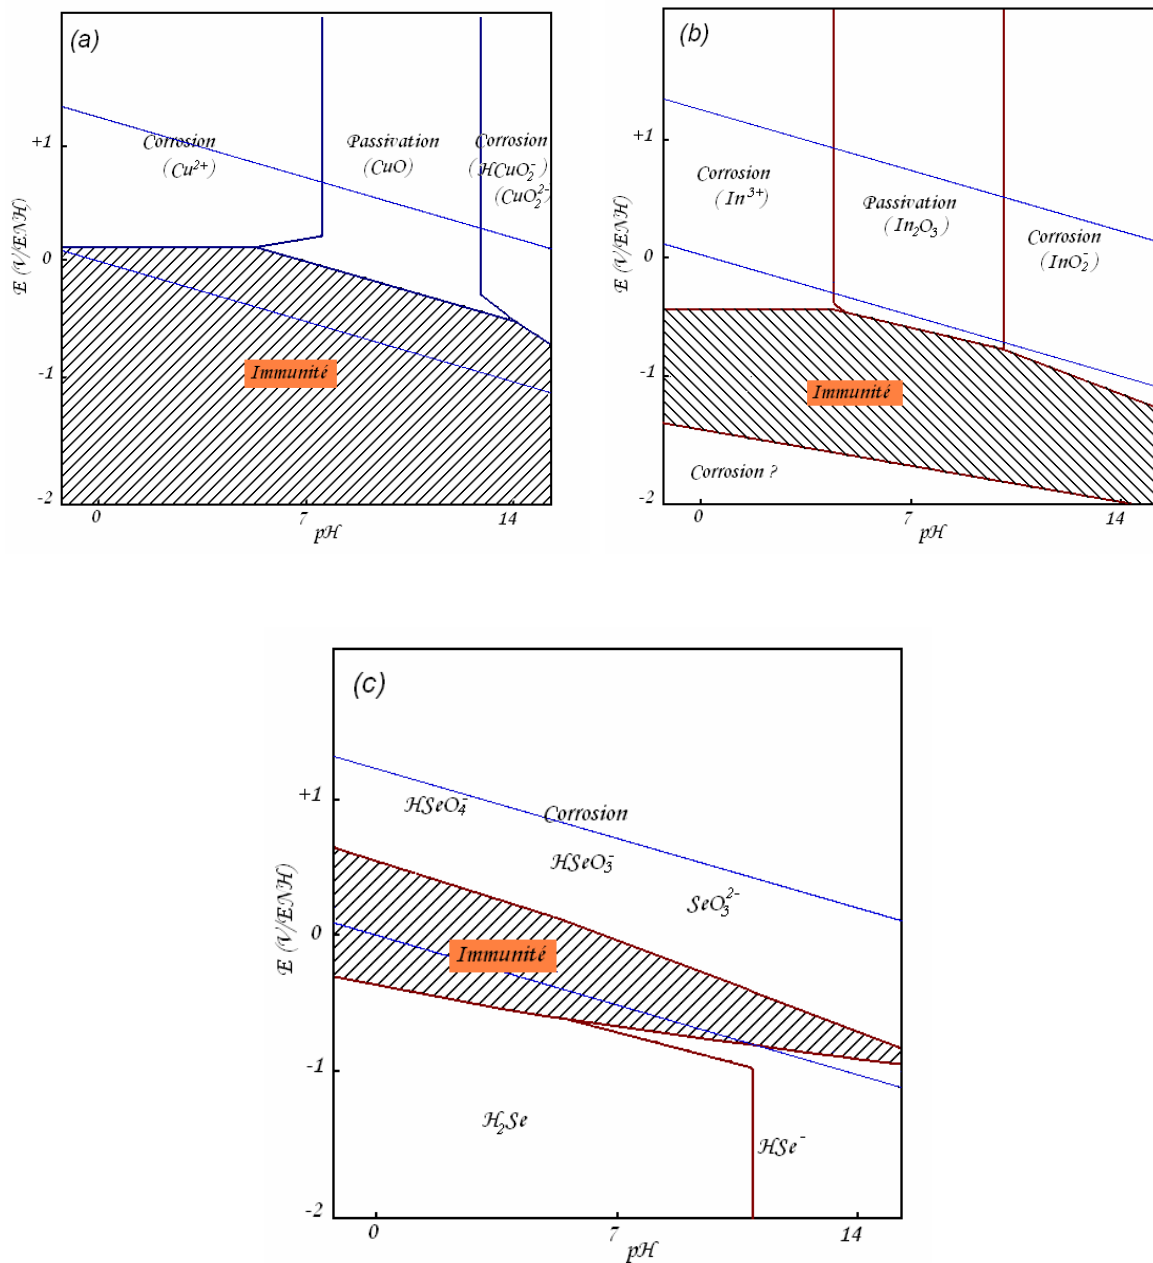 (a)
+1
Corrosion
(Cu²⁺)
Passivation
(CuO)
Corrosion
(HCuO₂⁻)
(CuO₂²⁻)
E (V/ENH)
0
-1
Immunité
-2
0
7
14
pH
(b)
+1
Corrosion
(In³⁺)
Passivation
(In₂O₃)
Corrosion
(InO₂⁻)
E (V/ENH)
0
-1
Immunité
Corrosion ?
-2
0
7
14
pH
(c)
+1
HSeO₄⁻
Corrosion
HSeO₃⁻
SeO₃²⁻
E (V/ENH)
0
Immunité
-1
H₂Se
HSe⁻
-2
0
7
14
pH